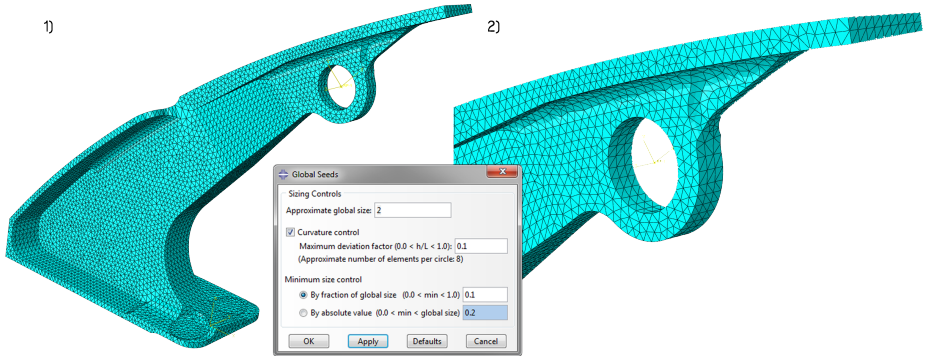 1)
2)
Global Seeds
Sizing Controls
Approximate global size: 2
Curvature control
Maximum deviation factor (0.0 < h/L < 1.0): 0.1
(Approximate number of elements per circle: 8)
Minimum size control
By fraction of global size (0.0 < min < 1.0) 0.1
By absolute value (0.0 < min < global size) 0.2
OK Apply Defaults Cancel